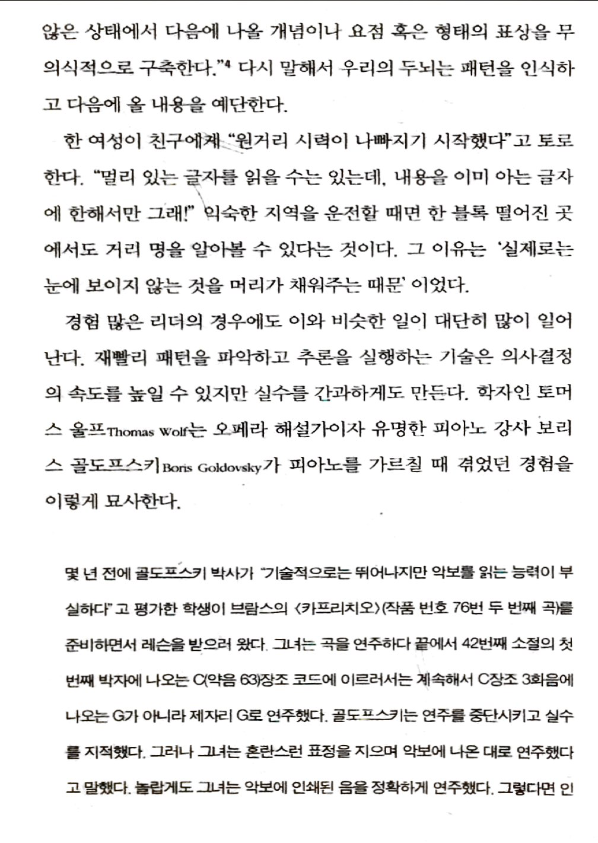 않은 상태에서 다음에 나올 개념이나 요점 혹은 형태의 표상을 무
의식적으로 구축한다.”4 다시 말해서 우리의 두뇌는 패턴을 인식하
고 다음에 올 내용을 예단한다.
한 여성이 친구에게 “원거리 시력이 나빠지기 시작했다”고 토로
한다. “멀리 있는 글자를 읽을 수는 있는데, 내용을 이미 아는 글자
에 한해서만 그래!” 익숙한 지역을 운전할 때면 한 블록 떨어진 곳
에서도 거리 명을 알아볼 수 있다는 것이다. 그 이유는 ‘실제로는
눈에 보이지 않는 것을 머리가 채워주는 때문’이었다.
경험 많은 리더의 경우에도 이와 비슷한 일이 대단히 많이 일어
난다. 재빨리 패턴을 파악하고 추론을 실행하는 기술은 의사결정
의 속도를 높일 수 있지만 실수를 간과하게도 만든다. 학자인 토머
스 울프Thomas Wolf는 오페라 해설가이자 유명한 피아노 강사 보리
스 골도프스키Boris Goldovsky가 피아노를 가르칠 때 겪었던 경험을
이렇게 묘사한다.
몇 년 전에 골도프스키 박사가 “기술적으로는 뛰어나지만 악보를 읽는 능력이 부
실하다”고 평가한 학생이 브람스의 〈카프리치오〉(작품 번호 76번 두 번째 곡)를
준비하면서 레슨을 받으러 왔다. 그녀는 곡을 연주하다 끝에서 42번째 소절의 첫
번째 박자에 나오는 C(약음 63)장조 코드에 이르러서는 계속해서 C장조 3화음에
나오는 G가 아니라 제자리 G로 연주했다. 골도프스키는 연주를 중단시키고 실수
를 지적했다. 그러나 그녀는 혼란스런 표정을 지으며 악보에 나온 대로 연주했다
고 말했다. 놀랍게도 그녀는 악보에 인쇄된 음을 정확하게 연주했다. 그렇다면 인